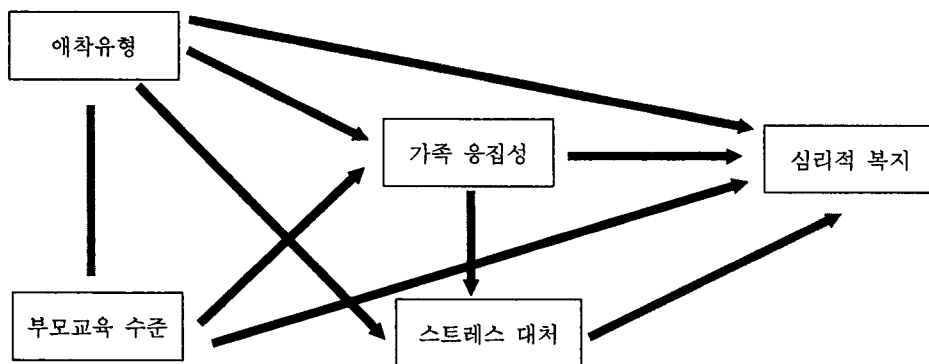 애착유형
가족 응집성
심리적 복지
부모교육 수준
스트레스 대처